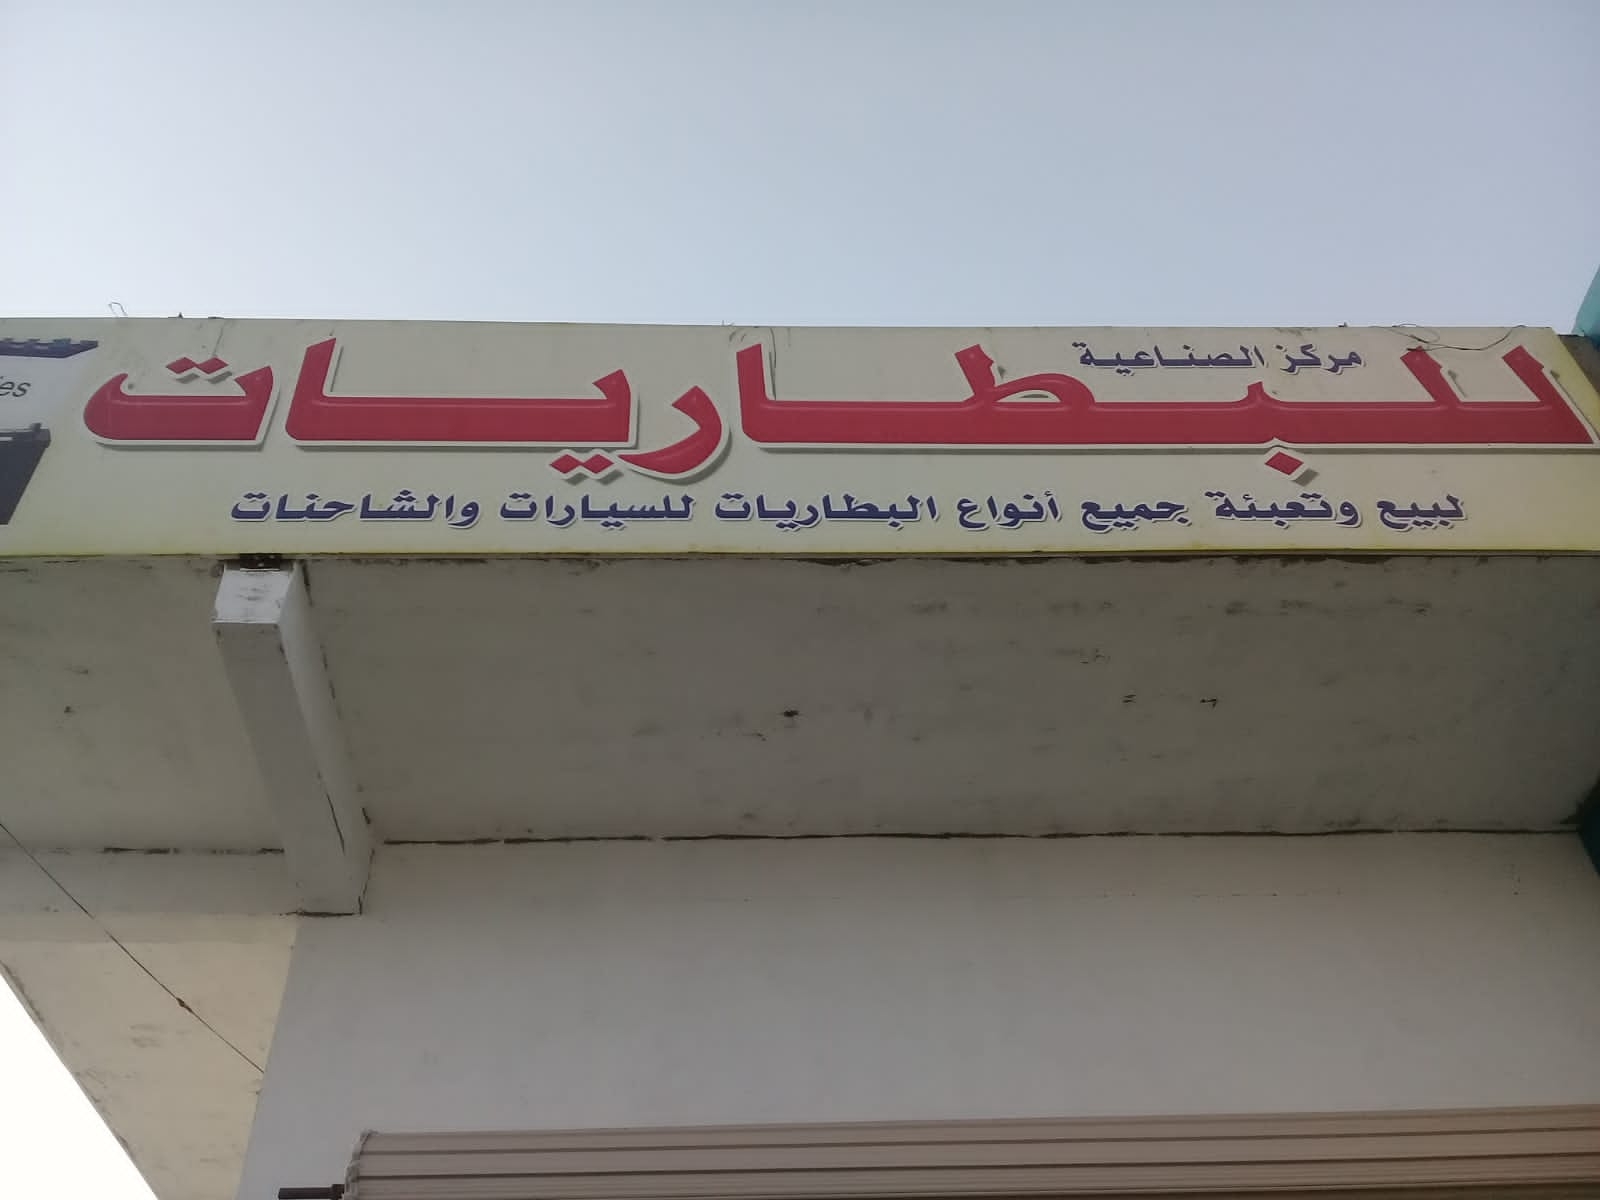 مركز الصناعية
للبطاريات
لبيع وتعبئة جميع أنواع البطاريات للسيارات والشاحنات